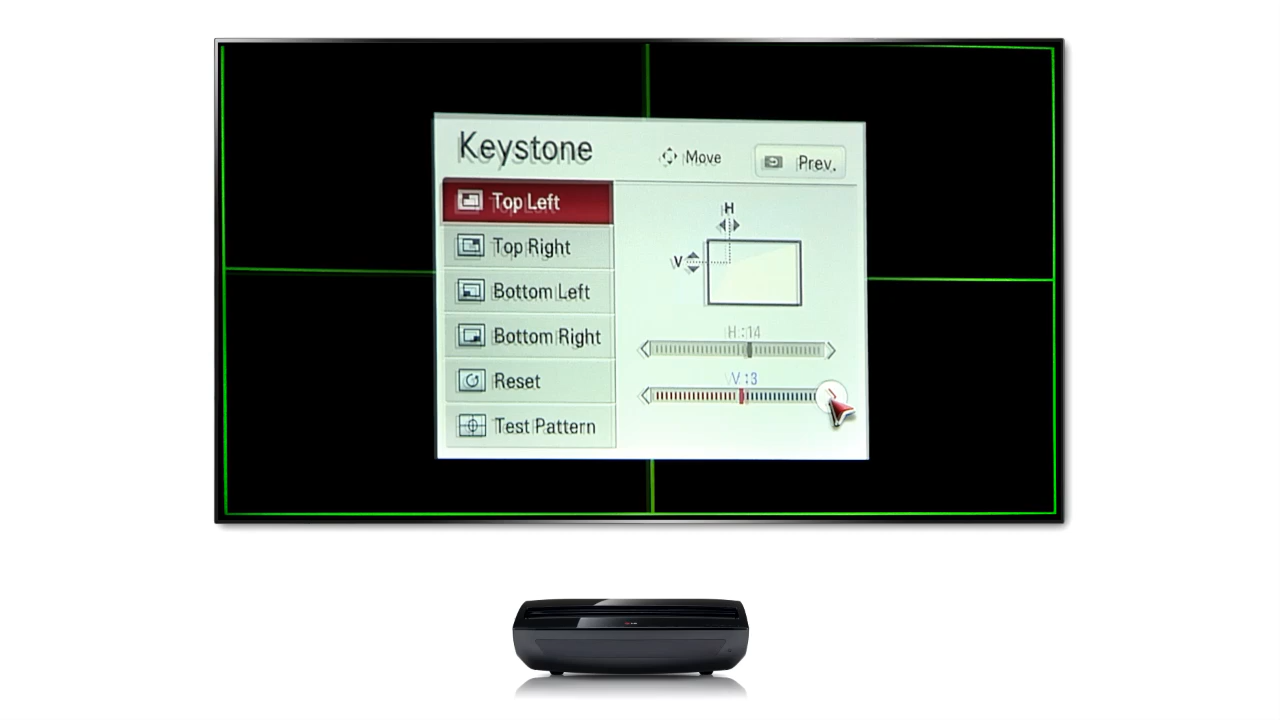 Keystone
Move
Prev.
Top Left
Top Right
Bottom Left
Bottom Right
Reset
Test Pattern
H
V
H :14
V :3